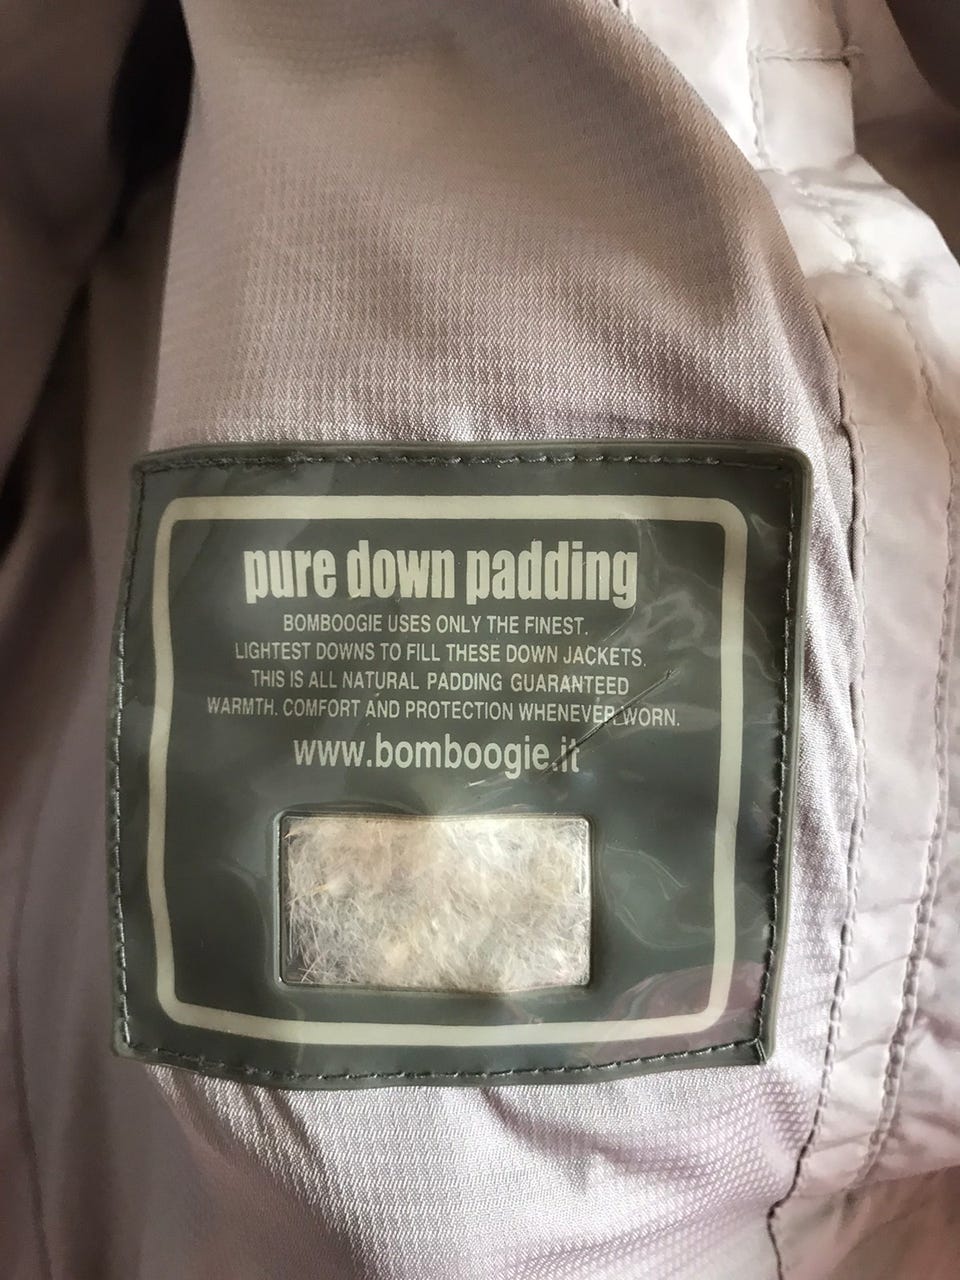 pure down padding
BOMBOOGIE USES ONLY THE FINEST.
LIGHTEST DOWNS TO FILL THESE DOWN JACKETS.
THIS IS ALL NATURAL PADDING GUARANTEED
WARMTH. COMFORT AND PROTECTION WHENEVER WORN.
www.bomboogie.it